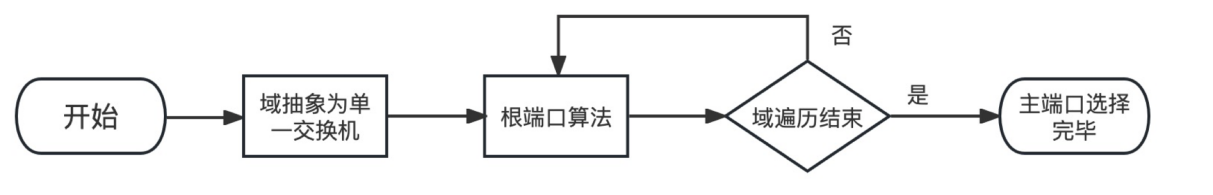 开始
域抽象为单
一交换机
根端口算法
域遍历结束
否
是
主端口选择
完毕